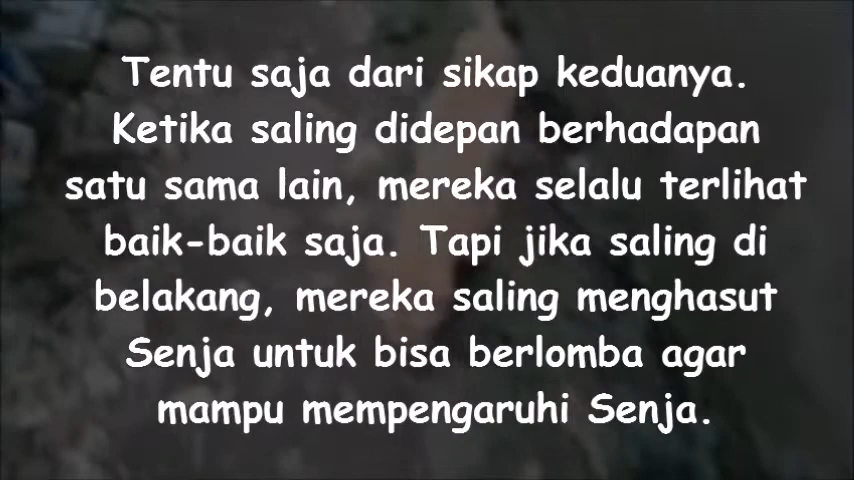 Tentu saja dari sikap keduanya.
Ketika saling didepan berhadapan
satu sama lain, mereka selalu terlihat
baik-baik saja. Tapi jika saling di
belakang, mereka saling menghasut
Senja untuk bisa berlomba agar
mampu mempengaruhi Senja.